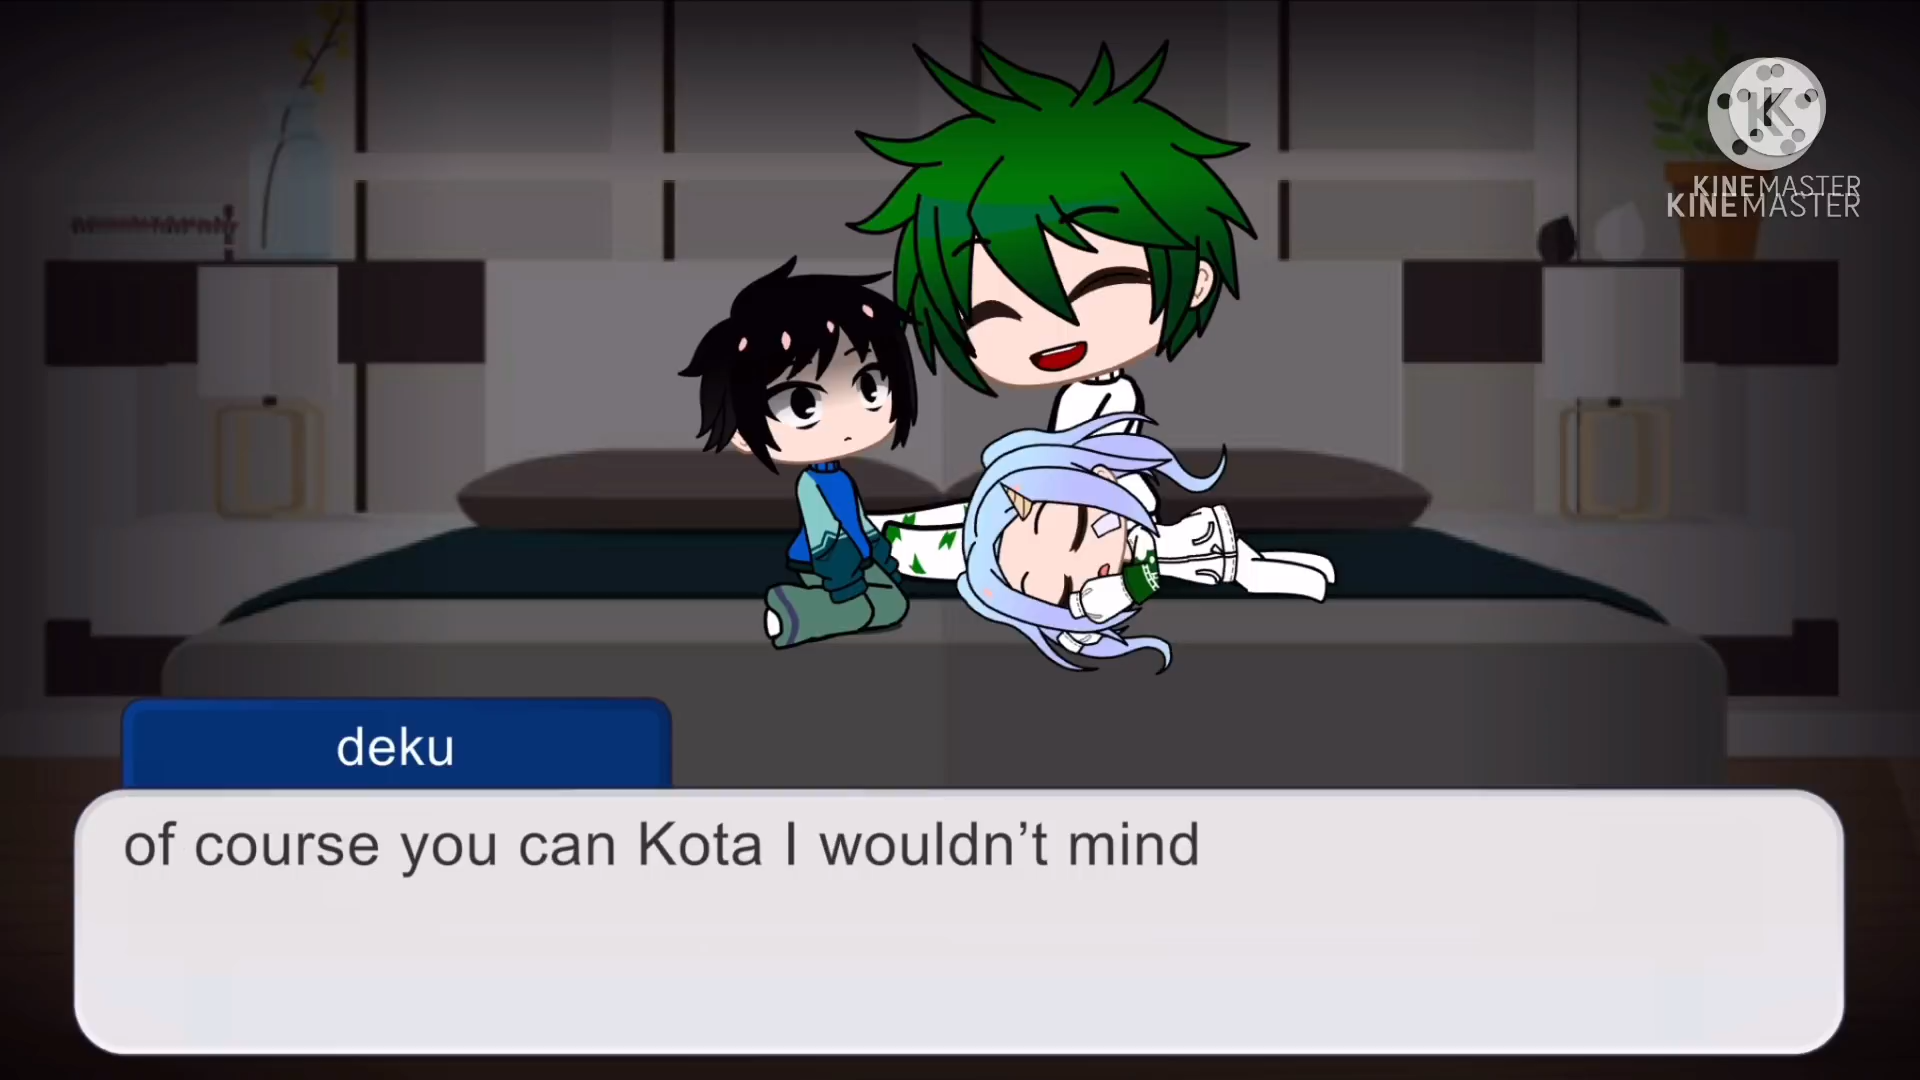 K
KINEMASTER
KINEMASTER
deku
of course you can Kota I wouldn't mind